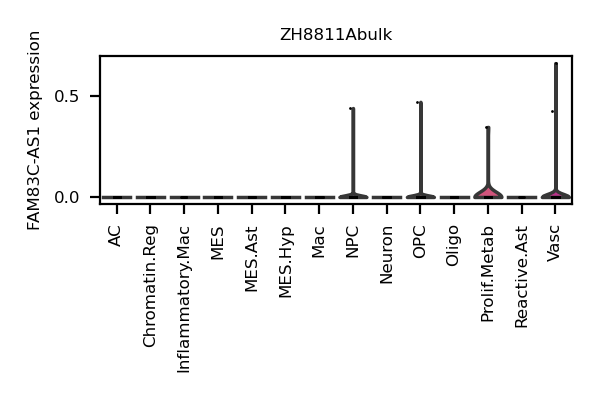 ZH8811Abulk
FAM83C-AS1 expression
0.5
0.0
AC
Chromatin.Reg
Inflammatory.Mac
MES
MES.Ast
MES.Hyp
Mac
NPC
Neuron
OPC
Oligo
Prolif.Metab
Reactive.Ast
Vasc